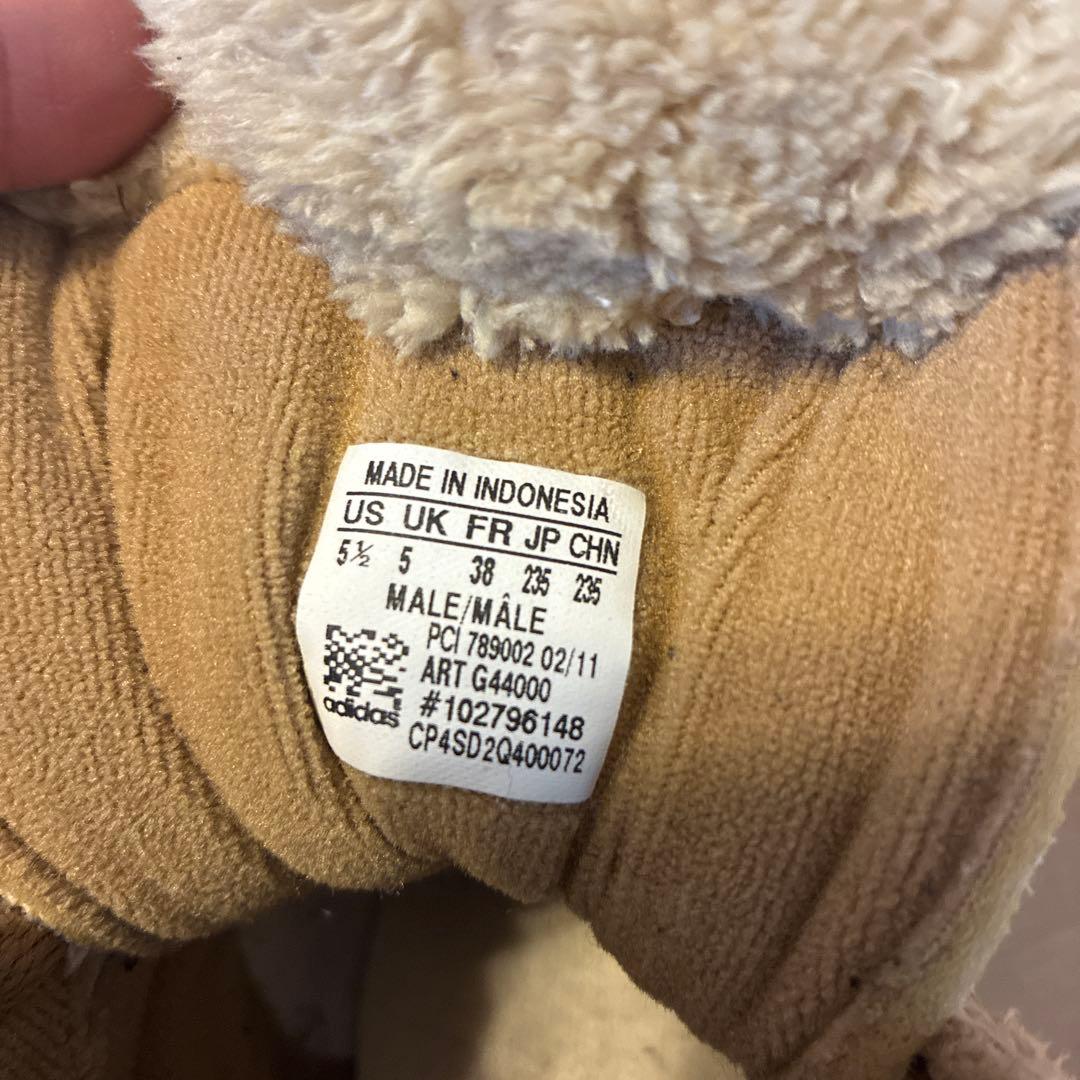 MADE IN INDONESIA
US UK FR JP CHN
5½ 5 38 235 235
MALE/MÂLE
PCI 789002 02/11
ART G44000
#102796148
adidas
CP4SD2Q400072